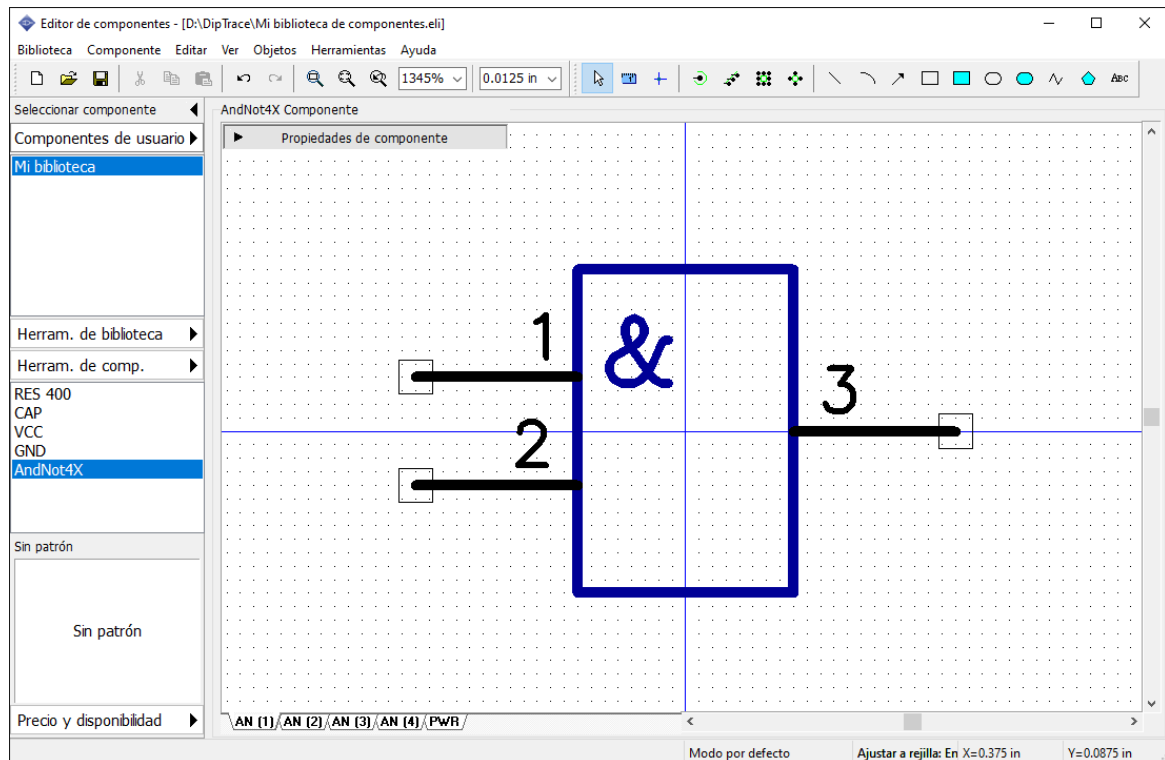 Editor de componentes - [D:\DipTrace\Mi biblioteca de componentes.eli]
Biblioteca Componente Editar Ver Objetos Herramientas Ayuda
1345% 0.0125 in ABC
Seleccionar componente
AndNot4X Componente
Componentes de usuario
Propiedades de componente
Mi biblioteca
1
&
2
3
Herram. de biblioteca
Herram. de comp.
RES 400
CAP
VCC
GND
AndNot4X
Sin patrón
Sin patrón
Precio y disponibilidad
AN (1) AN (2) AN (3) AN (4) PWR
Modo por defecto Ajustar a rejilla: En X=0.375 in Y=0.0875 in